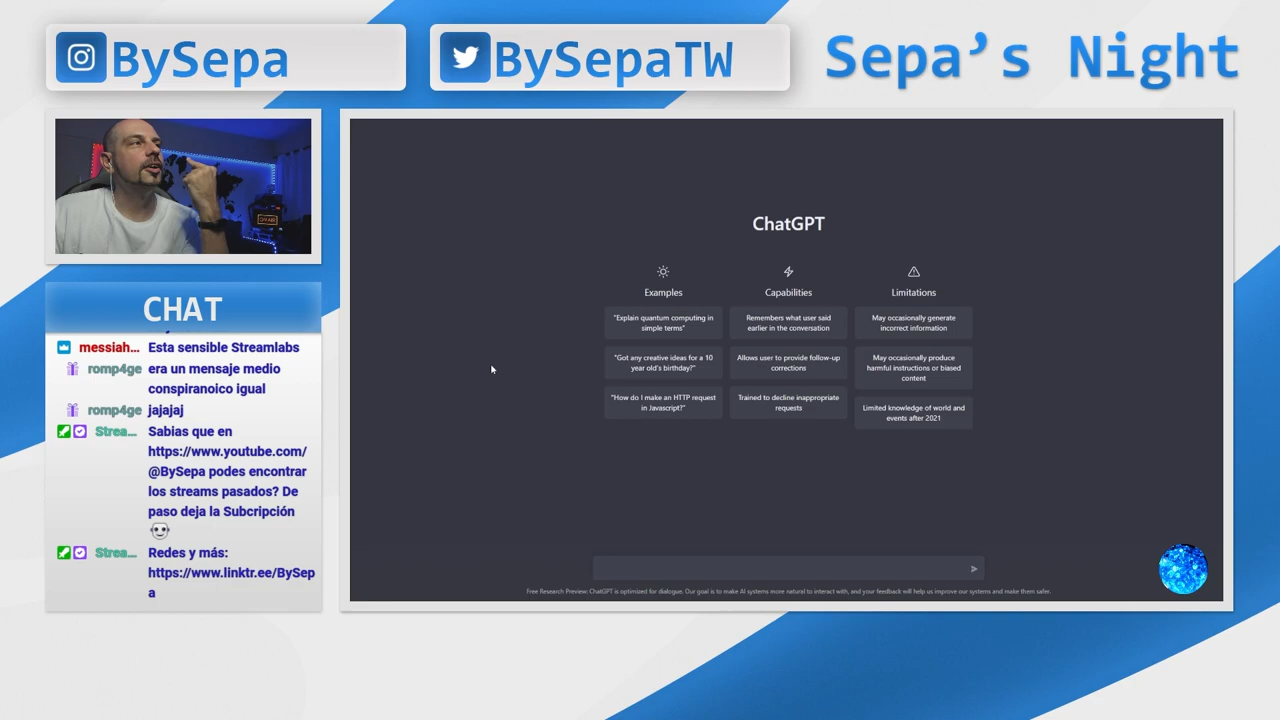 BySepa
BySepaTW
Sepa's Night
ON AIR
CHAT
messiah... Esta sensible Streamlabs
romp4ge era un mensaje medio
conspiranoico igual
romp4ge jajajaj
Strea... Sabias que en
https://www.youtube.com/
@BySepa podes encontrar
los streams pasados? De
paso deja la Subcripción
Strea... Redes y más:
https://www.linktr.ee/BySep
a
ChatGPT
Examples
"Explain quantum computing in
simple terms"
"Got any creative ideas for a 10
year old's birthday?"
"How do I make an HTTP request
in Javascript?"
Capabilities
Remembers what user said
earlier in the conversation
Allows user to provide follow-up
corrections
Trained to decline inappropriate
requests
Limitations
May occasionally generate
incorrect information
May occasionally produce
harmful instructions or biased
content
Limited knowledge of world and
events after 2021
Free Research Preview: ChatGPT is optimized for dialogue. Our goal is to make AI systems more natural to interact with, and your feedback will help us improve our systems and make them safer.